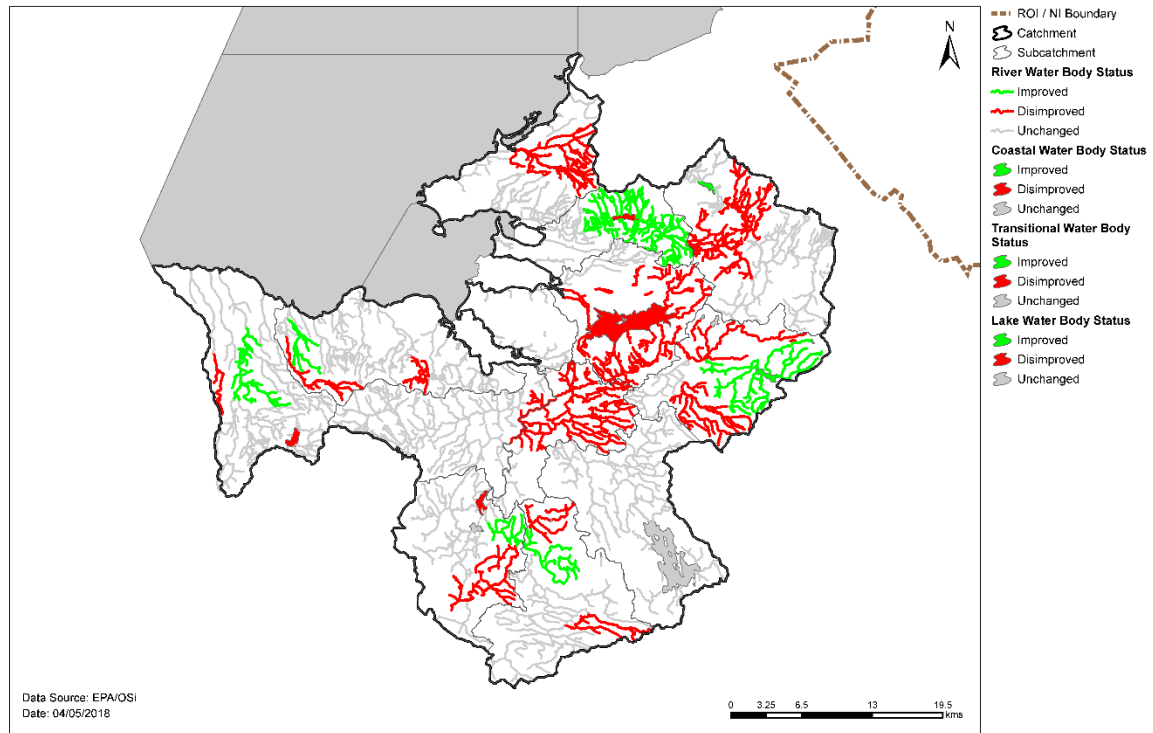 N
ROI / NI Boundary
Catchment
Subcatchment
River Water Body Status
Improved
Disimproved
Unchanged
Coastal Water Body Status
Improved
Disimproved
Unchanged
Transitional Water Body
Status
Improved
Disimproved
Unchanged
Lake Water Body Status
Improved
Disimproved
Unchanged
Data Source: EPA/OSi
Date: 04/05/2018
0 3.25 6.5 13 19.5
kms